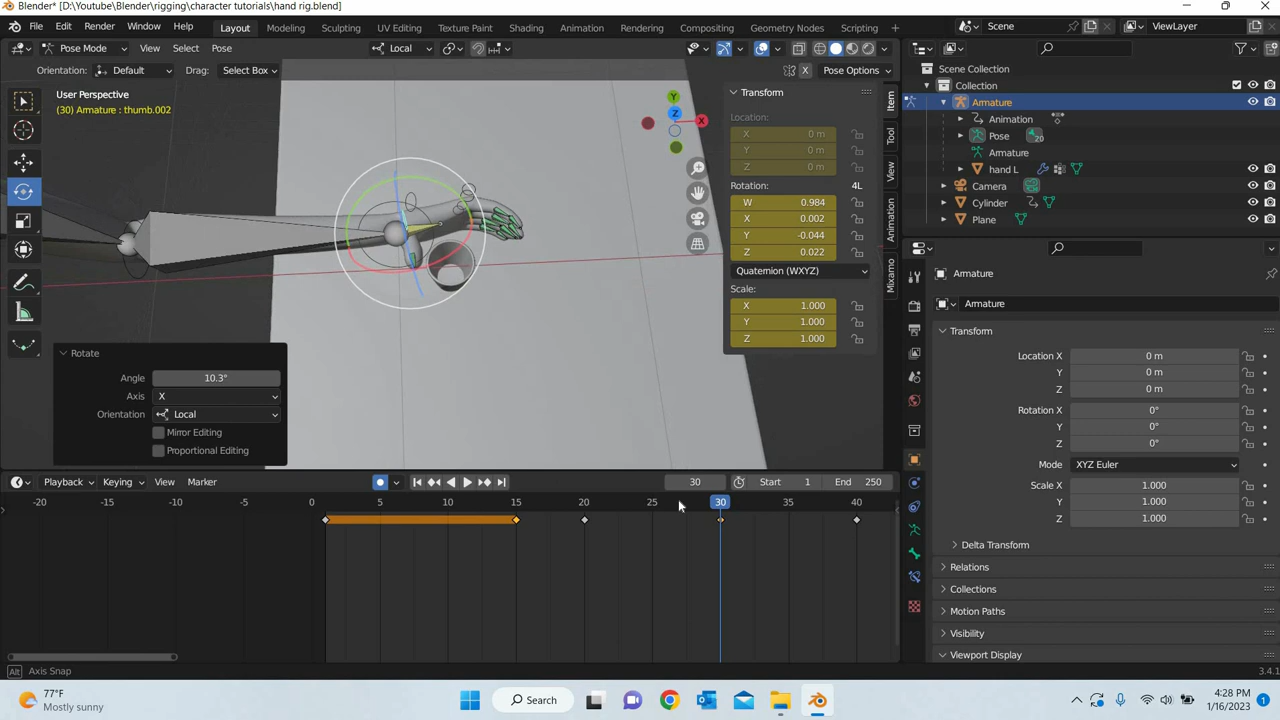 Blender* [D:\Youtube\Blender\rigging\character tutorials\hand rig.blend]
File Edit Render Window Help Layout Modeling Sculpting UV Editing Texture Paint Shading Animation Rendering Compositing Geometry Nodes Scripting Scene ViewLayer
Pose Mode View Select Pose Local
Orientation: Default Drag: Select Box X Pose Options
User Perspective
(30) Armature : thumb.002
Y
Z
X
Transform
Location:
X 0 m
Y 0 m
Z 0 m
Rotation: 4L
W 0.984
X 0.002
Y -0.044
Z 0.022
Quaternion (WXYZ)
Scale:
X 1.000
Y 1.000
Z 1.000
Item
Tool
View
Animation
Mixamo
Rotate
Angle 10.3°
Axis X
Orientation Local
Mirror Editing
Proportional Editing
Scene Collection
Collection
Armature
Animation
Pose 20
Armature
hand L
Camera
Cylinder
Plane
Armature
Armature
Transform
Location X 0 m
Y 0 m
Z 0 m
Rotation X 0°
Y 0°
Z 0°
Mode XYZ Euler
Scale X 1.000
Y 1.000
Z 1.000
Delta Transform
Relations
Collections
Motion Paths
Visibility
Viewport Display
Playback Keying View Marker 30 Start 1 End 250
-20 -15 -10 -5 0 5 10 15 20 25 30 35 40
Alt Axis Snap 3.4.1
77°F
Mostly sunny
Search
4:28 PM
1/16/2023